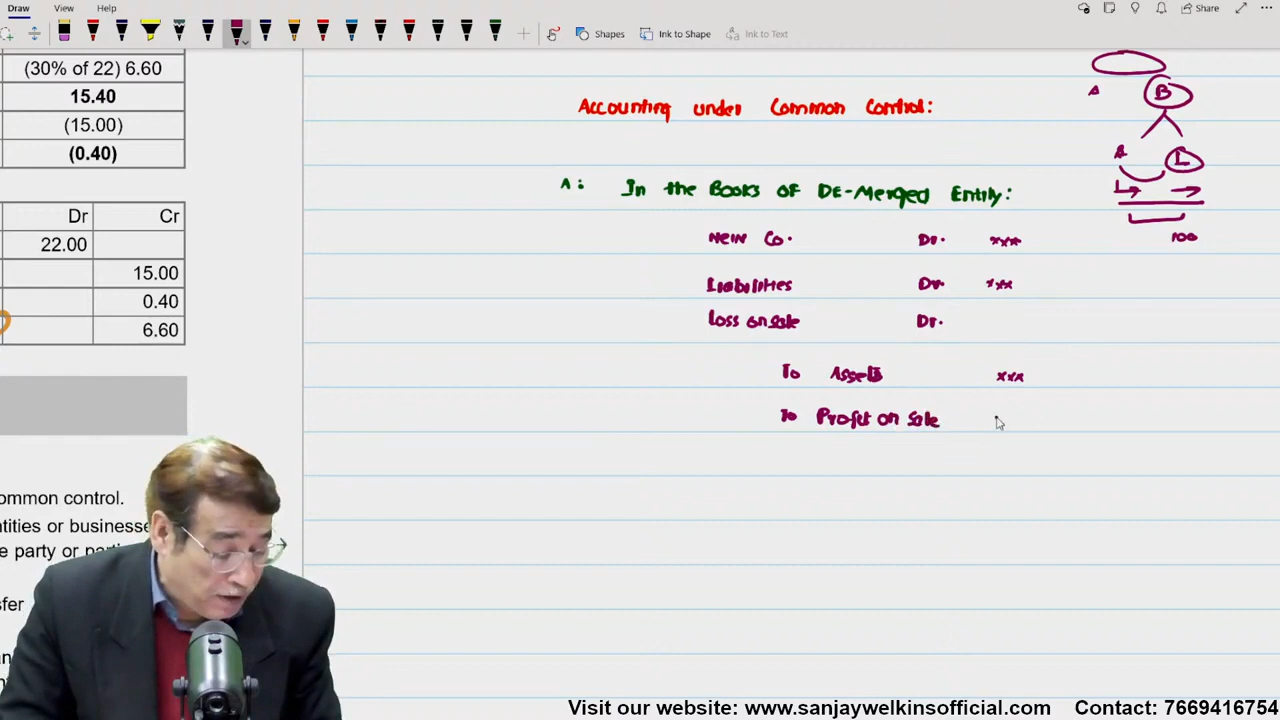 Draw View Help
Share
Shapes Ink to Shape Ink to Text
(30% of 22) 6.60
15.40
(15.00)
(0.40)
Dr Cr
22.00
15.00
0.40
6.60
ommon control.
ntities or businesse
e party or parti
sfer
an
Accounting under Common Control:
A: In the Books of DE-Merged Entity:
New Co. Dr. xxx
Liabilities Dr. xxx
Loss on sale Dr.
To Assets xxx
To Profit on Sale
A B
L
100
Visit our website: www.sanjaywelkinsofficial.com Contact: 7669416754